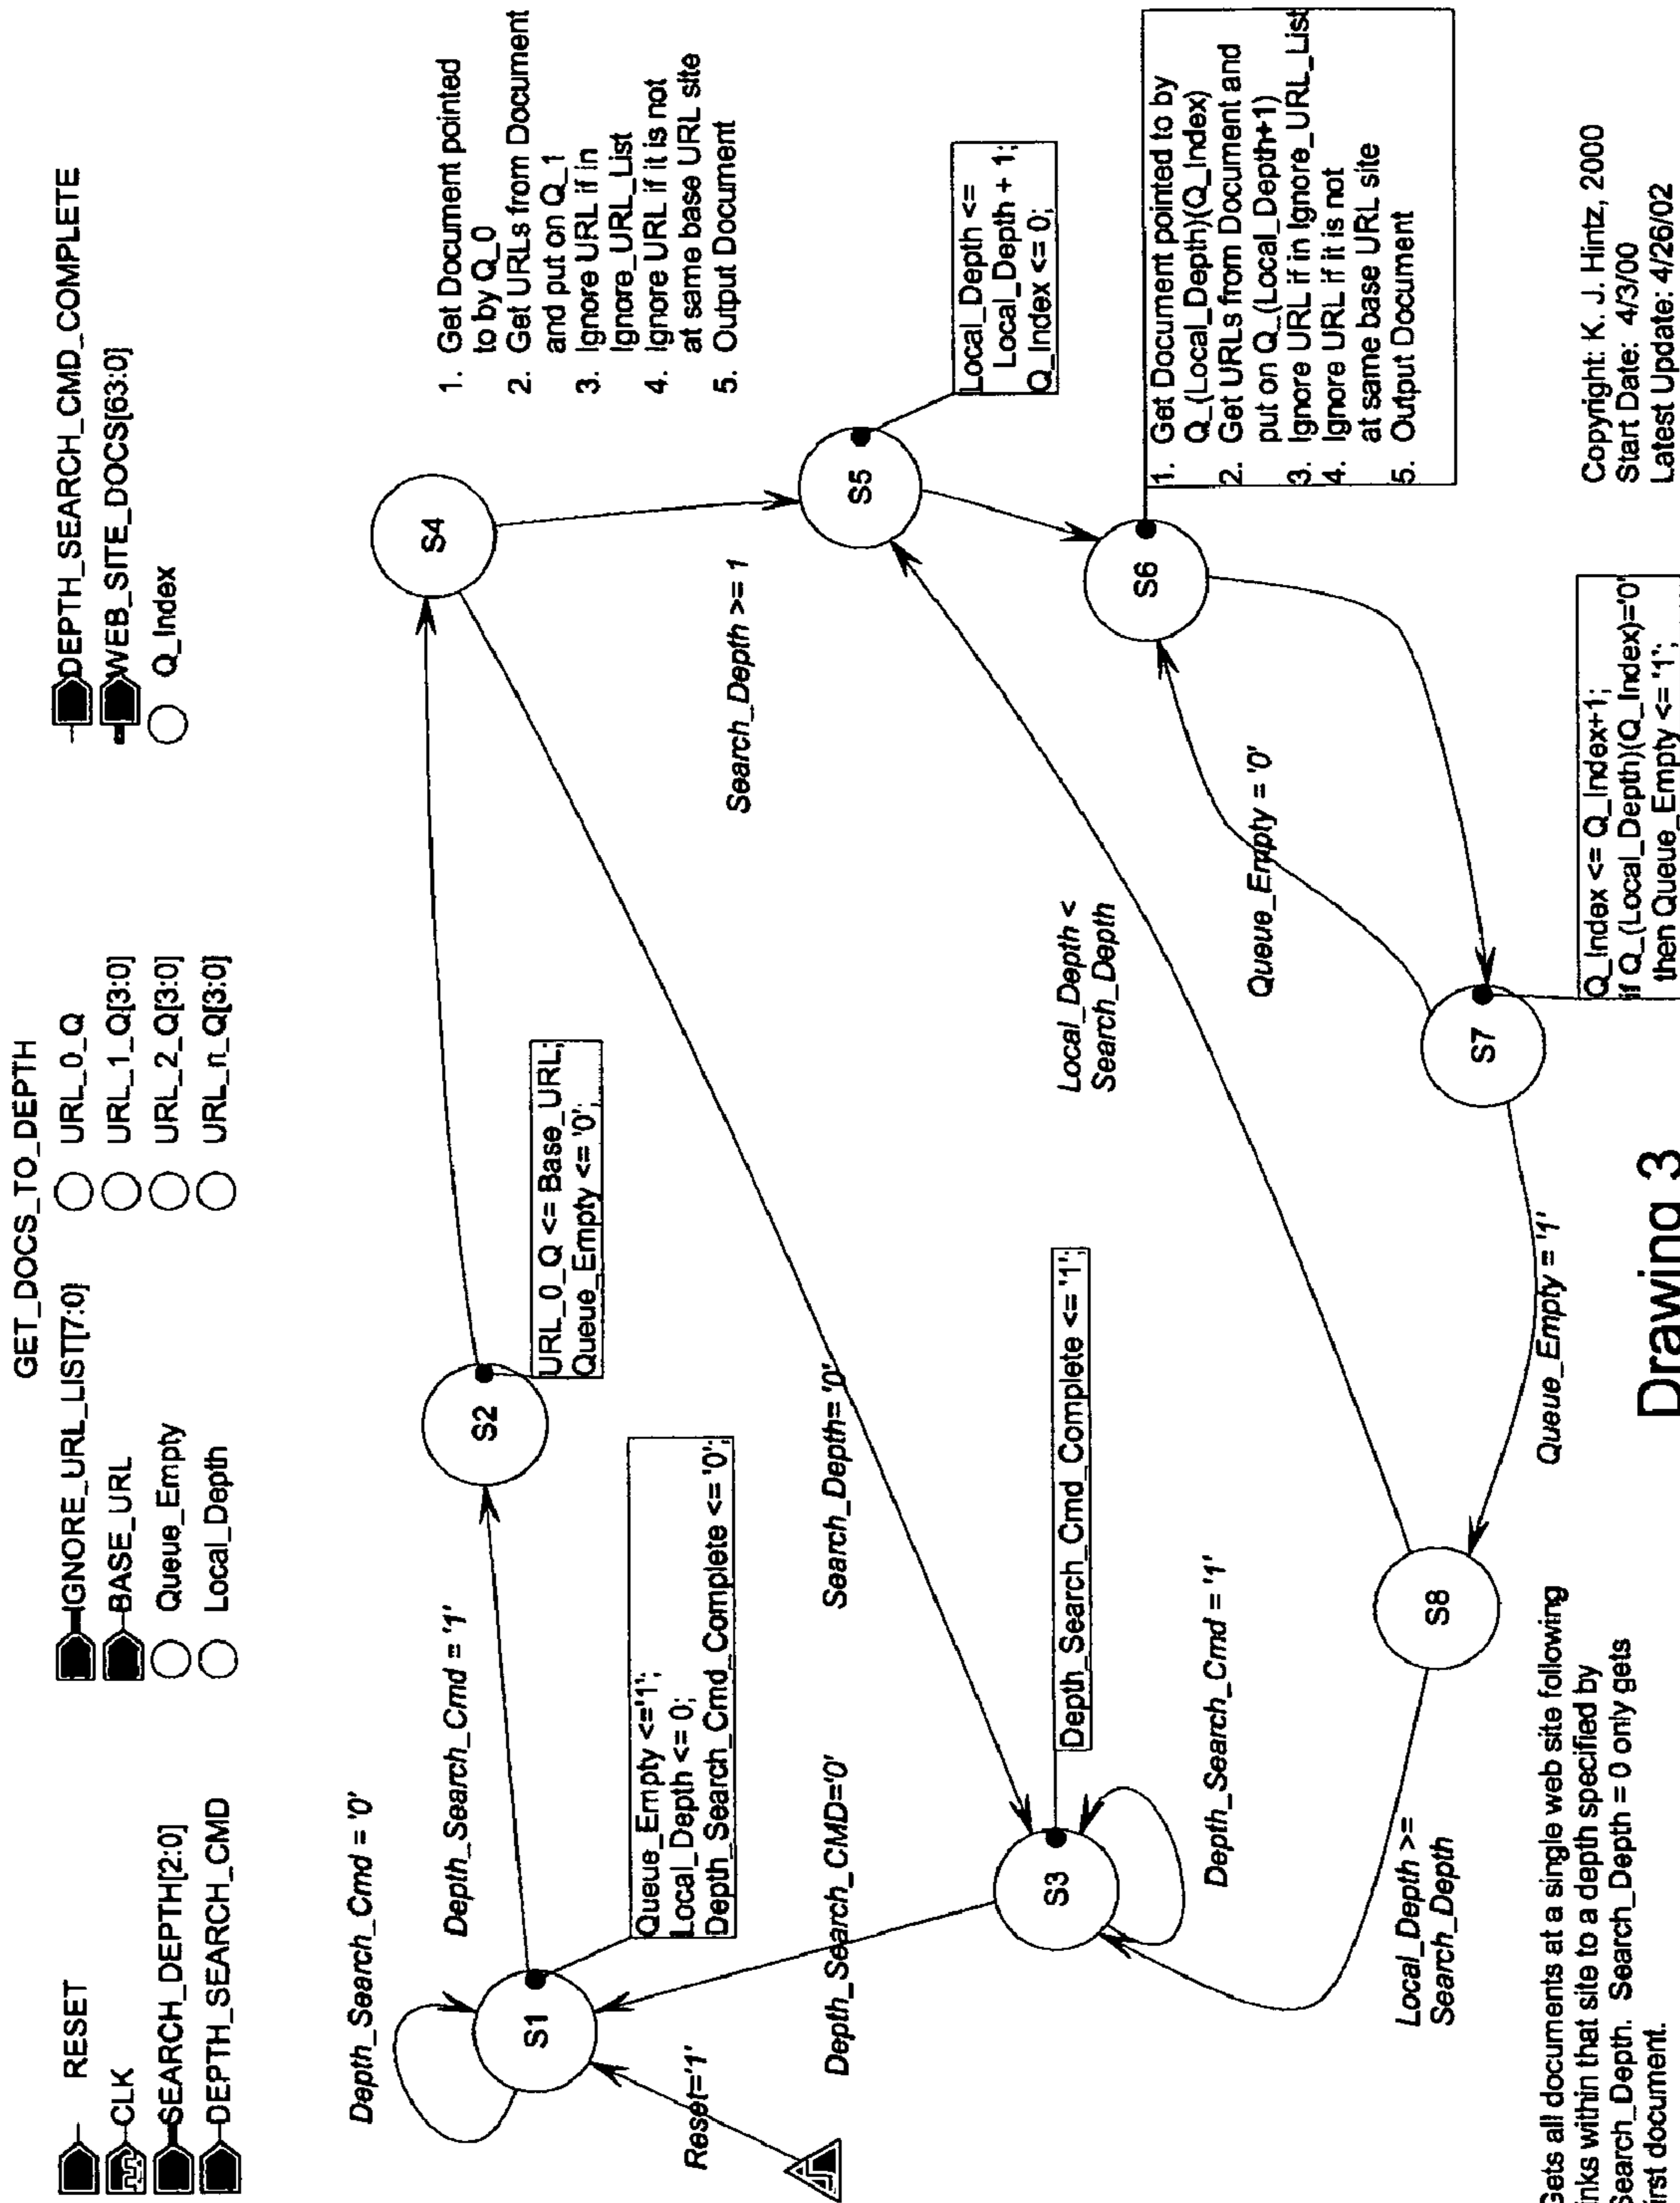 GET_DOCS_TO_DEPTH
RESET
CLK
SEARCH_DEPTH[2:0]
DEPTH_SEARCH_CMD
IGNORE_URL_LIST[7:0]
BASE_URL
Queue_Empty
Local_Depth
URL_0_Q
URL_1_Q[3:0]
URL_2_Q[3:0]
URL_n_Q[3:0]
DEPTH_SEARCH_CMD_COMPLETE
WEB_SITE_DOCS[63:0]
Q_Index
Depth_Search_Cmd = '0'
S1
Reset='1'
Depth_Search_Cmd = '1'
Queue_Empty <='1';
Local_Depth <= 0;
Depth_Search_Cmd_Complete <= '0';
S2
URL_0_Q <= Base_URL;
Queue_Empty <= '0';
S4
1. Get Document pointed
to by Q_0
2. Get URLs from Document
and put on Q_1
3. Ignore URL if in
Ignore_URL_List
4. Ignore URL if it is not
at same base URL site
5. Output Document
Search_Depth= '0'
Search_Depth >= 1
S5
Local_Depth <=
Local_Depth + 1;
Q_Index <= 0;
Depth_Search_CMD='0'
S3
Depth_Search_Cmd_Complete <= '1';
Depth_Search_Cmd = '1'
Local_Depth <
Search_Depth
S6
1. Get Document pointed to by
Q_(Local_Depth)(Q_Index)
2. Get URLs from Document and
put on Q_(Local_Depth+1)
3. Ignore URL if in Ignore_URL_List
4. Ignore URL if it is not
at same base URL site
5. Output Document
Queue_Empty = '0'
Local_Depth >=
Search_Depth
S8
Queue_Empty = '1'
S7
Q_Index <= Q_Index+1;
if Q_(Local_Depth)(Q_Index)='0'
then Queue_Empty <= '1';
Gets all documents at a single web site following
links within that site to a depth specified by
Search_Depth. Search_Depth = 0 only gets
first document.
Drawing 3
Copyright: K. J. Hintz, 2000
Start Date: 4/3/00
Latest Update: 4/26/02